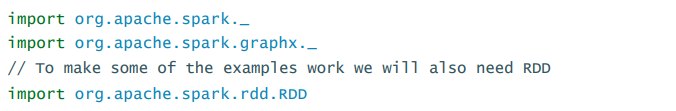 import org.apache.spark._
import org.apache.spark.graphx._
// To make some of the examples work we will also need RDD
import org.apache.spark.rdd.RDD